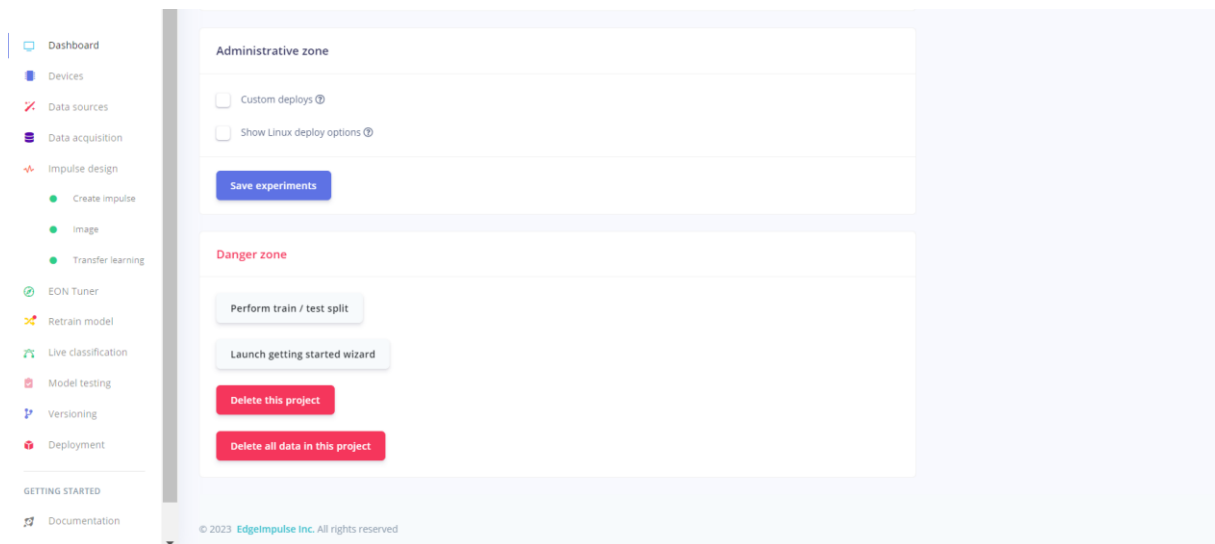 Dashboard
Devices
Data sources
Data acquisition
Impulse design
Create impulse
Image
Transfer learning
EON Tuner
Retrain model
Live classification
Model testing
Versioning
Deployment
GETTING STARTED
Documentation
Administrative zone
Custom deploys
Show Linux deploy options
Save experiments
Danger zone
Perform train / test split
Launch getting started wizard
Delete this project
Delete all data in this project
© 2023 EdgeImpulse Inc. All rights reserved